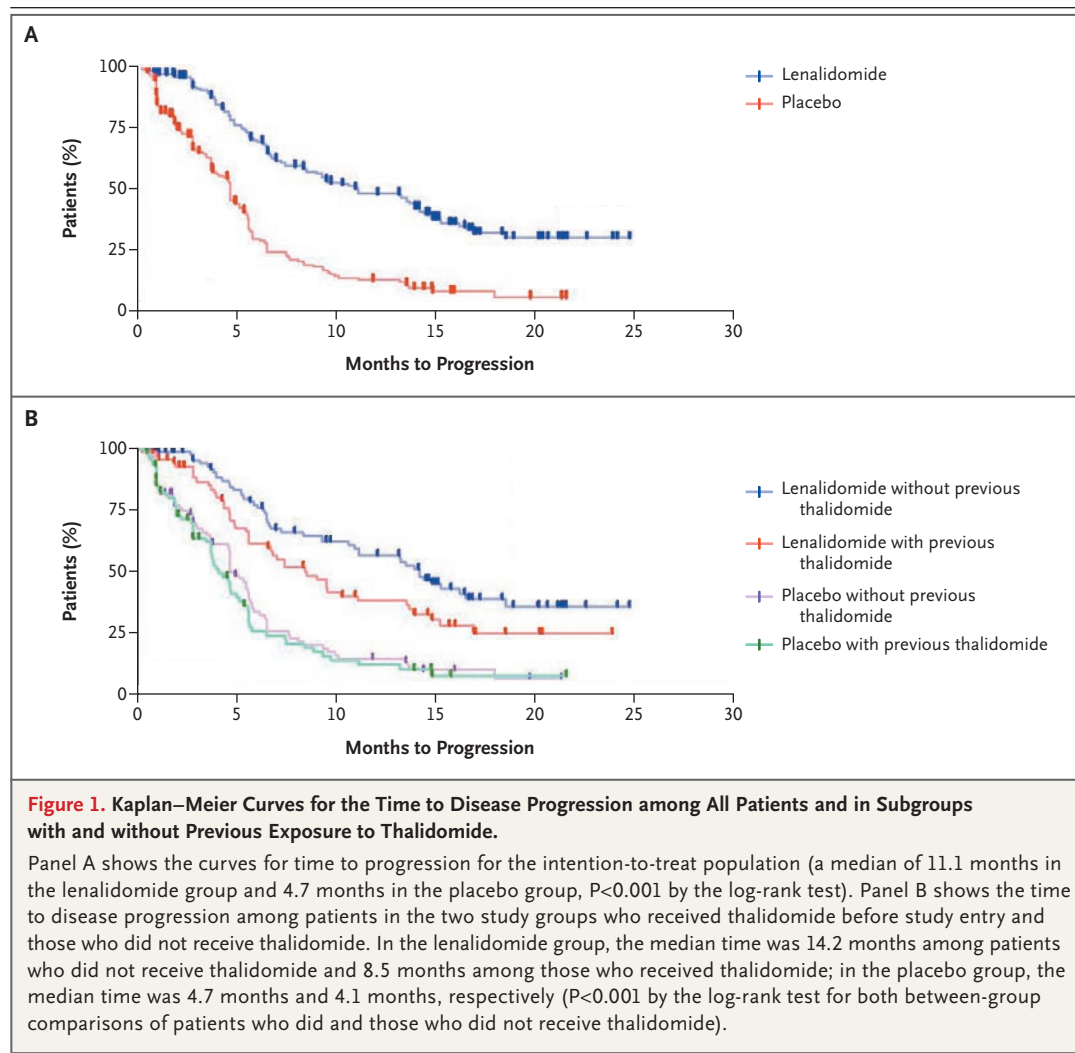 A
100
75
50
25
0
Patients (%)
0 5 10 15 20 25 30
Months to Progression
Lenalidomide
Placebo
B
100
75
50
25
0
Patients (%)
0 5 10 15 20 25 30
Months to Progression
Lenalidomide without previous
thalidomide
Lenalidomide with previous
thalidomide
Placebo without previous
thalidomide
Placebo with previous thalidomide
Figure 1. Kaplan–Meier Curves for the Time to Disease Progression among All Patients and in Subgroups
with and without Previous Exposure to Thalidomide.
Panel A shows the curves for time to progression for the intention-to-treat population (a median of 11.1 months in
the lenalidomide group and 4.7 months in the placebo group, P<0.001 by the log-rank test). Panel B shows the time
to disease progression among patients in the two study groups who received thalidomide before study entry and
those who did not receive thalidomide. In the lenalidomide group, the median time was 14.2 months among patients
who did not receive thalidomide and 8.5 months among those who received thalidomide; in the placebo group, the
median time was 4.7 months and 4.1 months, respectively (P<0.001 by the log-rank test for both between-group
comparisons of patients who did and those who did not receive thalidomide).